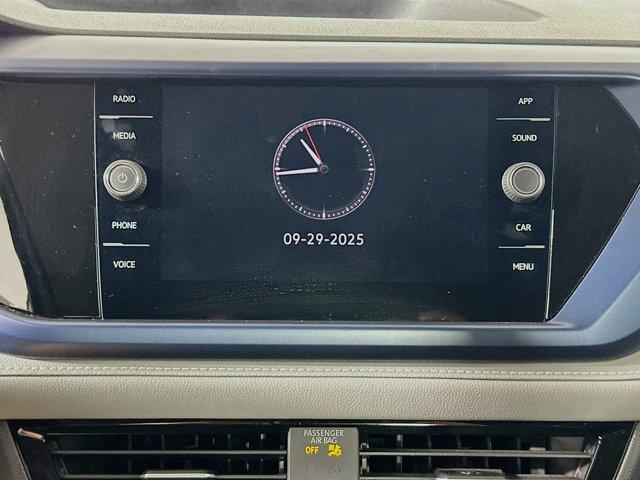 RADIO
MEDIA
PHONE
VOICE
09-29-2025
APP
SOUND
CAR
MENU
PASSENGER
AIR BAG
OFF